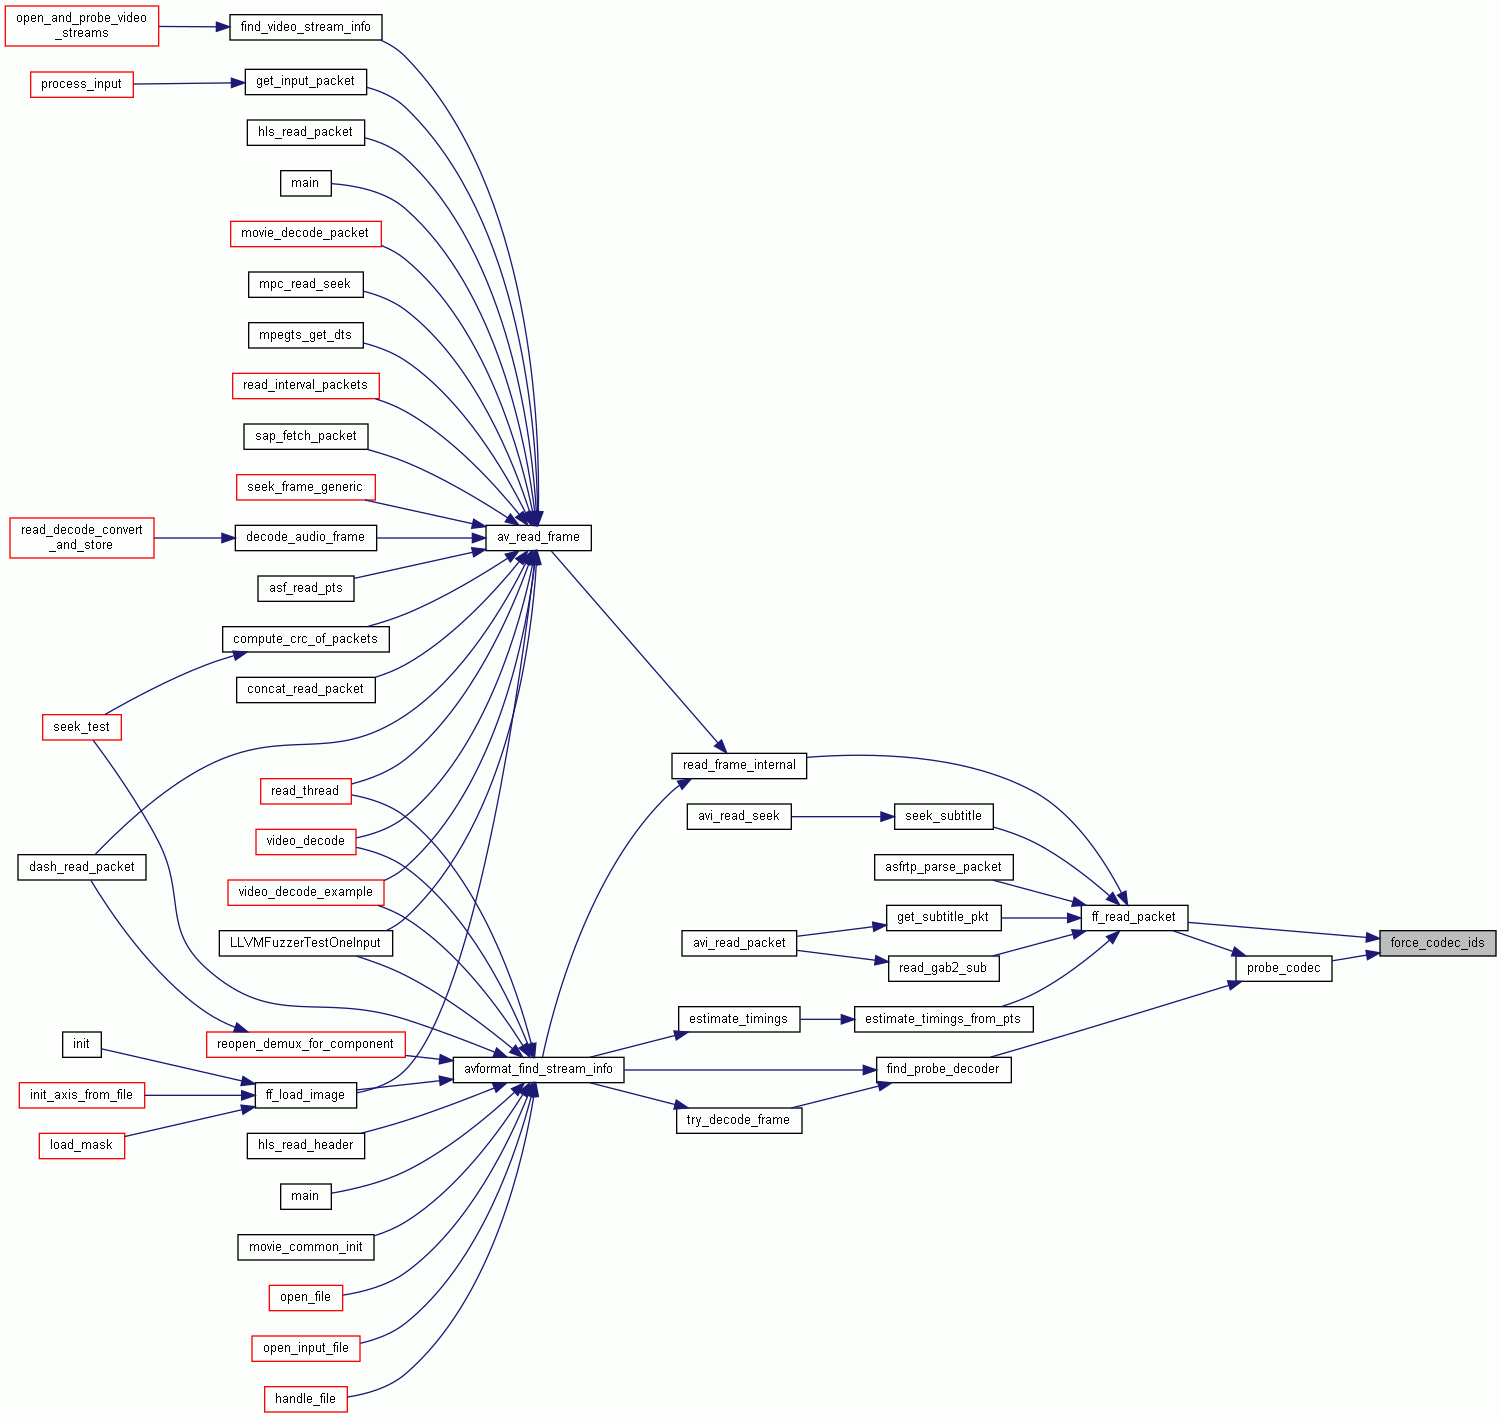 open_and_probe_video
_streams
find_video_stream_info
process_input
get_input_packet
hls_read_packet
main
movie_decode_packet
mpc_read_seek
mpegts_get_dts
read_interval_packets
sap_fetch_packet
seek_frame_generic
read_decode_convert
_and_store
decode_audio_frame
av_read_frame
asf_read_pts
compute_crc_of_packets
concat_read_packet
seek_test
read_frame_internal
read_thread
avi_read_seek
seek_subtitle
video_decode
dash_read_packet
asfrtp_parse_packet
video_decode_example
get_subtitle_pkt
ff_read_packet
LLVMFuzzerTestOneInput
avi_read_packet
force_codec_ids
read_gab2_sub
probe_codec
estimate_timings
estimate_timings_from_pts
init
reopen_demux_for_component
avformat_find_stream_info
find_probe_decoder
init_axis_from_file
ff_load_image
try_decode_frame
load_mask
hls_read_header
main
movie_common_init
open_file
open_input_file
handle_file